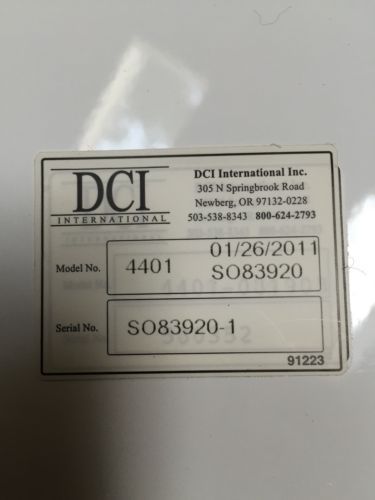 DCI
INTERNATIONAL
DCI International Inc.
305 N Springbrook Road
Newberg, OR 97132-0228
503-538-8343 800-624-2793
Model No. 4401 01/26/2011
SO83920
Serial No. SO83920-1
91223